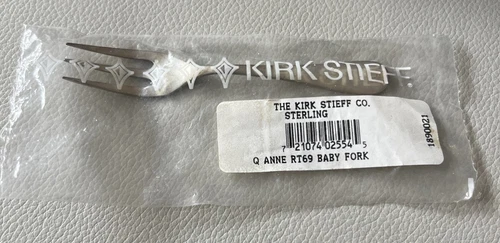 KIRK STIEFF
THE KIRK STIEFF CO.
STERLING
7 21074 02554 5
Q ANNE RT69 BABY FORK
1890021